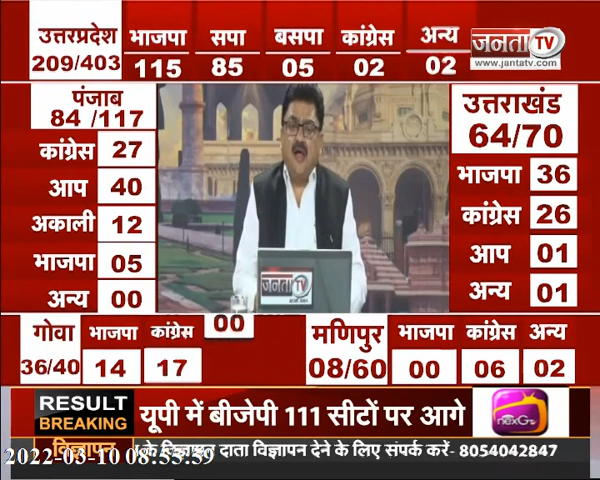 उत्तरप्रदेश भाजपा सपा बसपा कांग्रेस अन्य
209/403 115 85 05 02 02
जनता TV
www.jantatv.com
पंजाब
84 /117
कांग्रेस 27
आप 40
अकाली 12
भाजपा 05
अन्य 00
उत्तराखंड
64/70
भाजपा 36
कांग्रेस 26
आप 01
अन्य 01
जनता TV
00
गोवा भाजपा कांग्रेस
36/40 14 17
मणिपुर भाजपा कांग्रेस अन्य
08/60 00 06 02
RESULT
BREAKING
यूपी में बीजेपी 111 सीटों पर आगे
nexGTv
विज्ञापन
के विज्ञापन दाता विज्ञापन देने के लिए संपर्क करें- 8054042847
2022-03-10 08:55:59